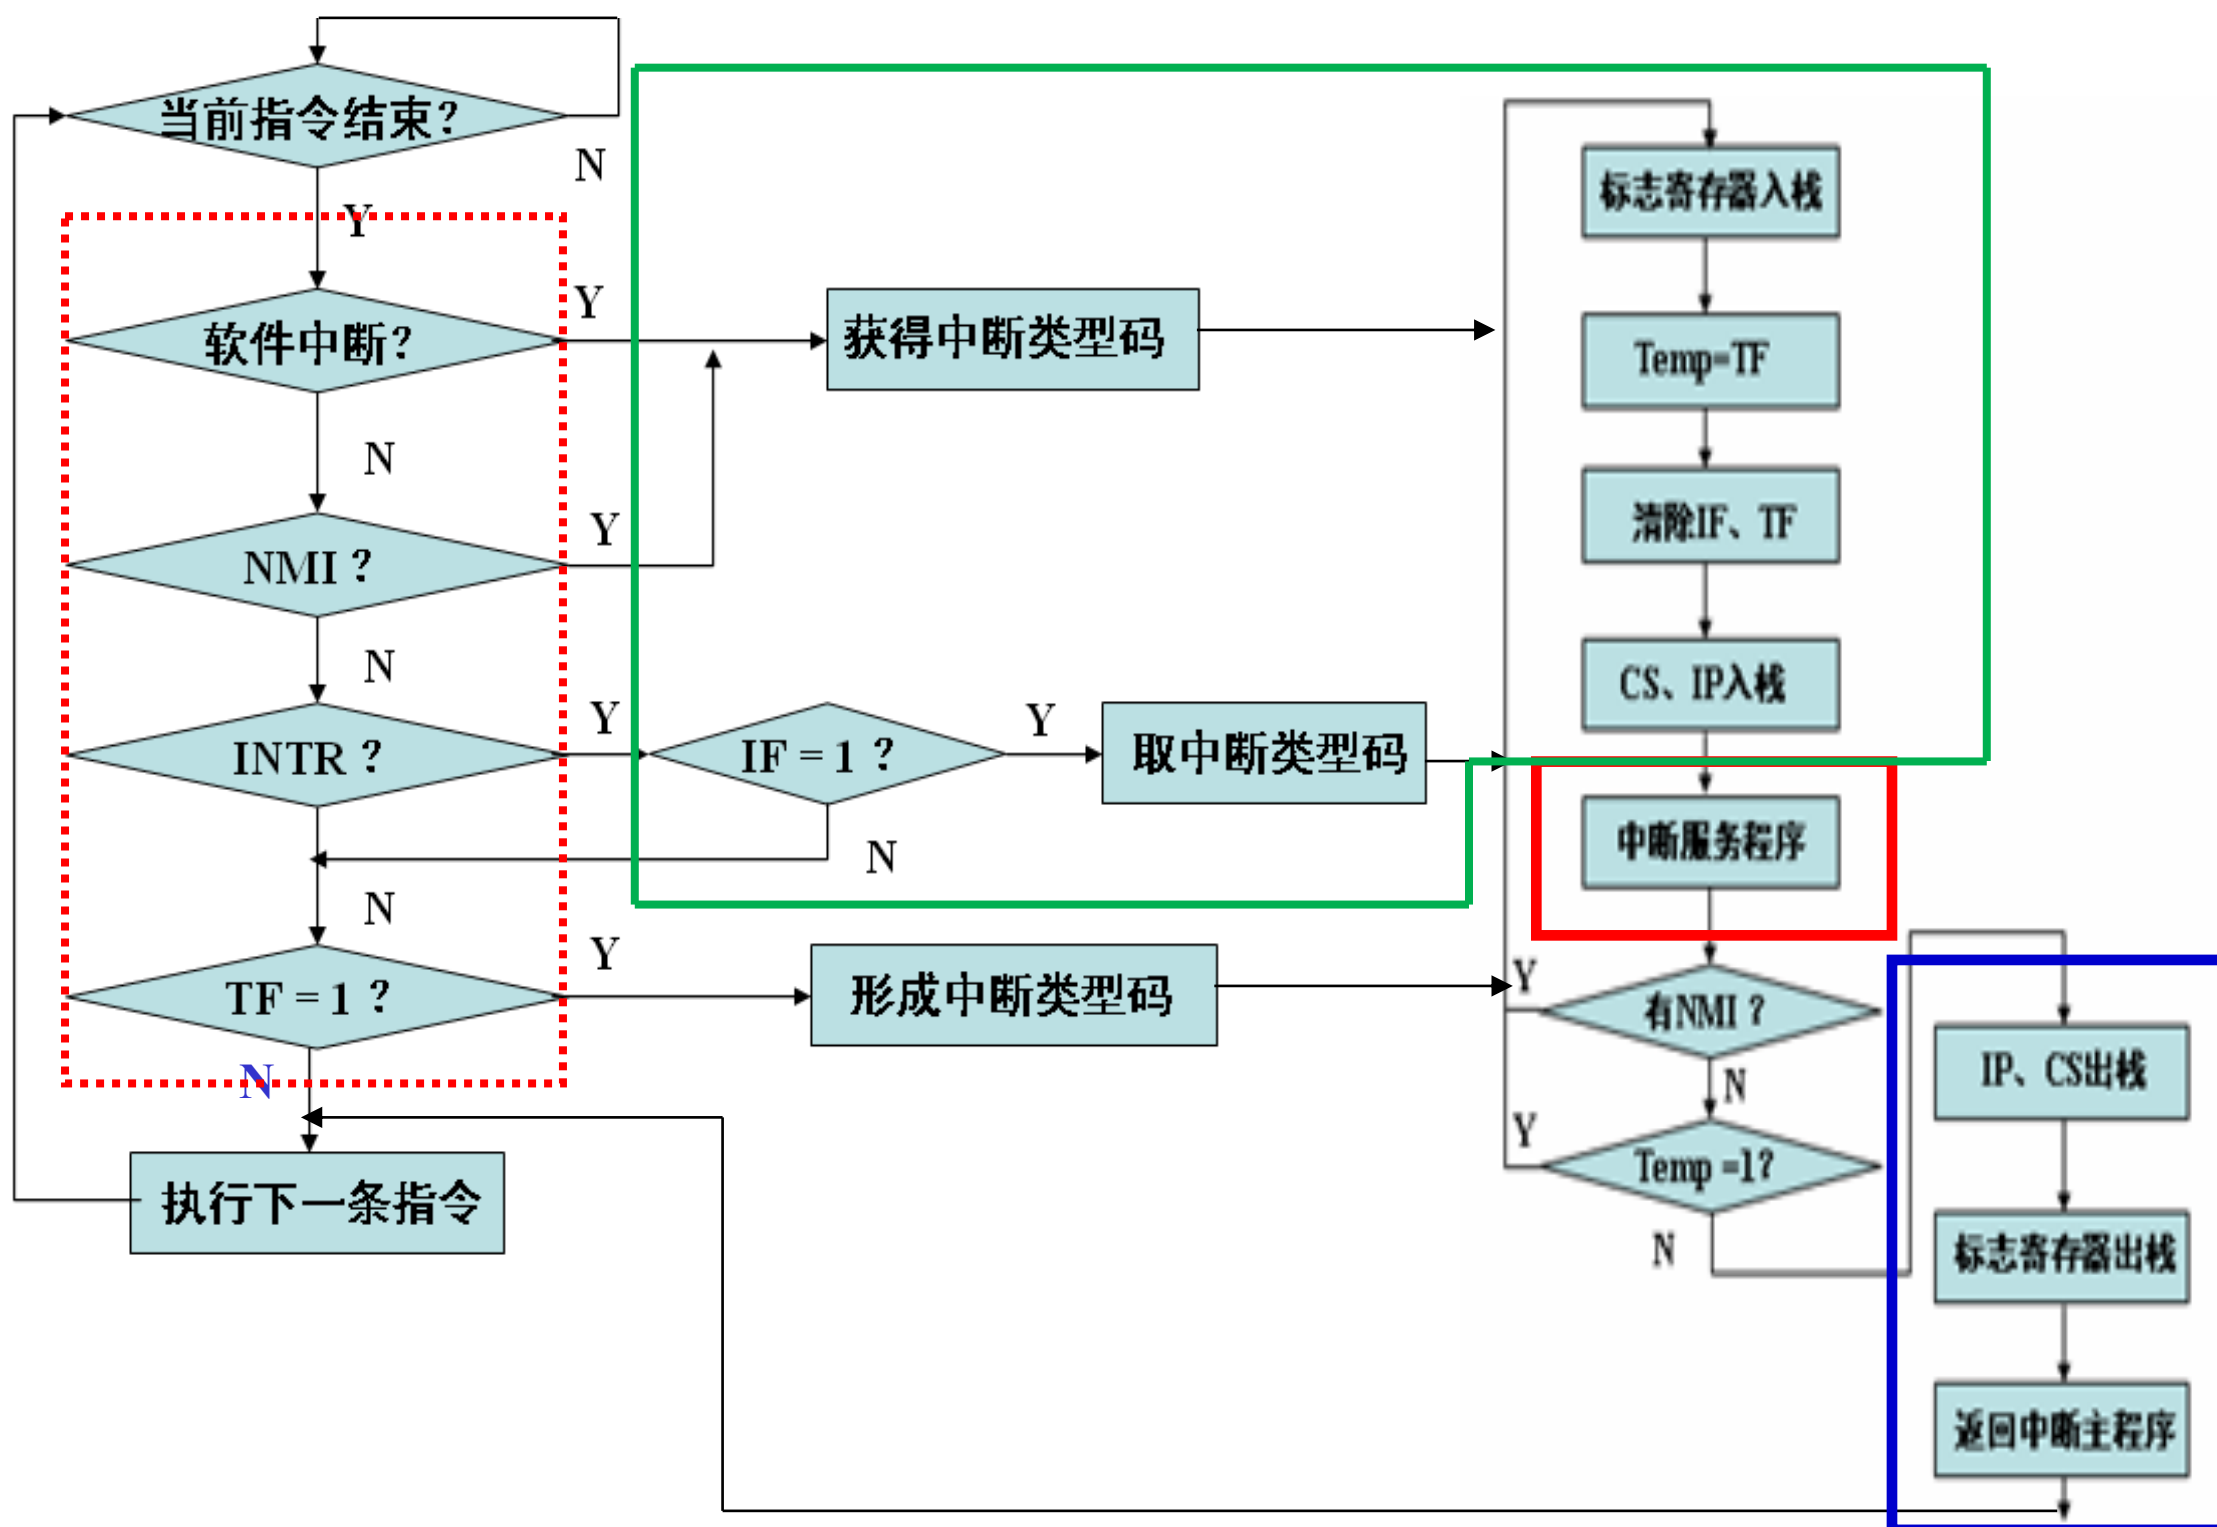 当前指令结束?
N
Y
软件中断?
Y
获得中断类型码
N
NMI ?
Y
N
INTR ?
Y
IF = 1 ?
Y
取中断类型码
N
N
TF = 1 ?
Y
形成中断类型码
N
执行下一条指令
标志寄存器入栈
Temp=TF
清除IF、TF
CS、IP入栈
中断服务程序
Y
有NMI ?
N
Y
Temp =1?
N
IP、CS出栈
标志寄存器出栈
返回中断主程序